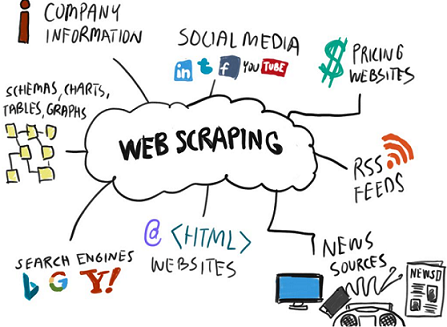 COMPANY
INFORMATION
SOCIAL MEDIA
in t f YOU TUBE
$ PRICING
WEBSITES
SCHEMAS, CHARTS,
TABLES, GRAPHS
WEB SCRAPING
RSS
FEEDS
SEARCH ENGINES
b G Y!
@ <HTML>
WEBSITES
NEWS
SOURCES
NEWS